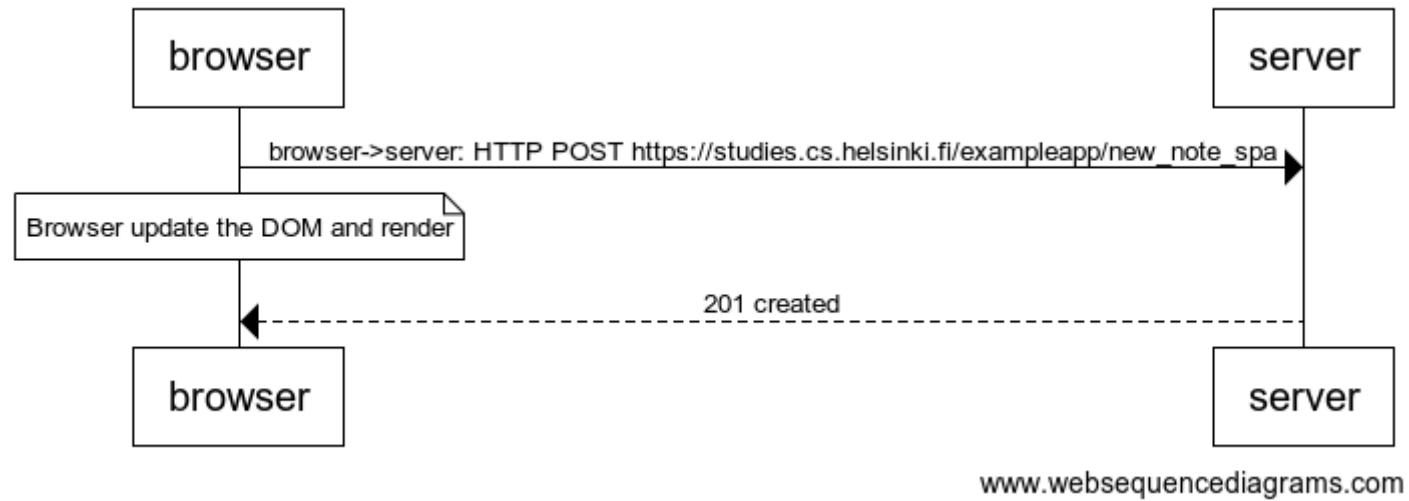 browser
server
browser->server: HTTP POST https://studies.cs.helsinki.fi/exampleapp/new_note_spa
Browser update the DOM and render
201 created
browser
server
www.websequencediagrams.com